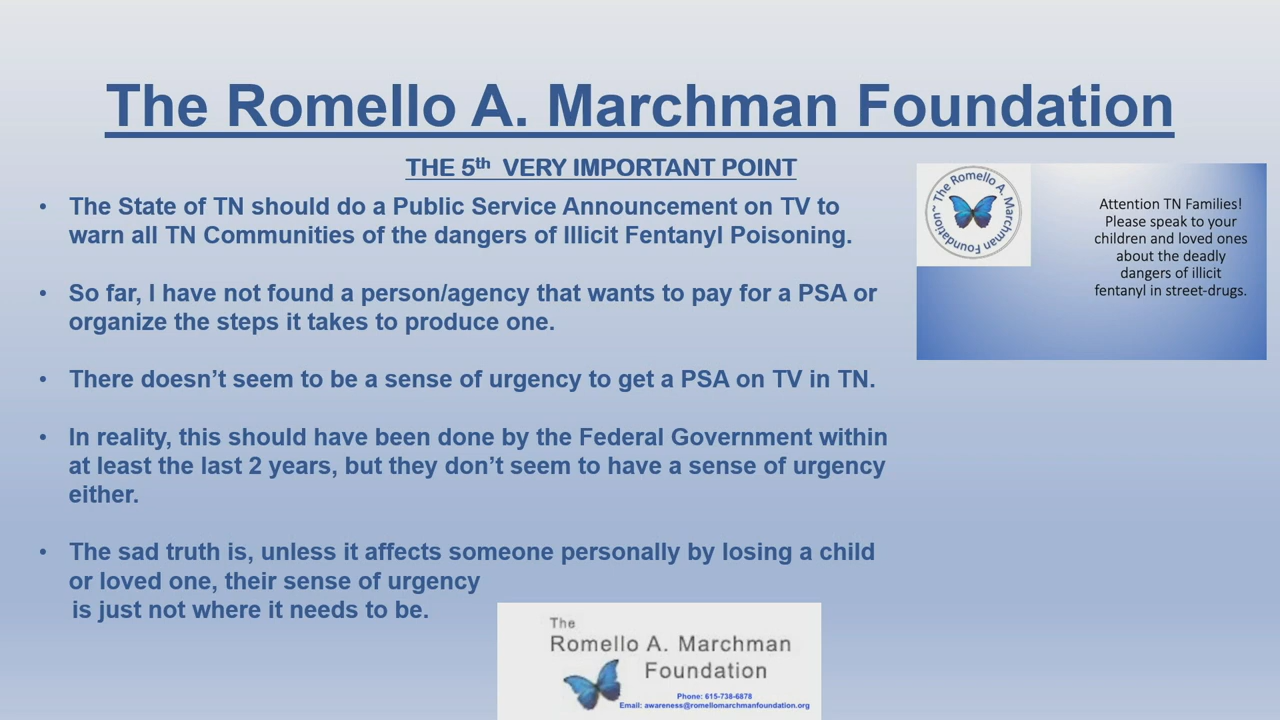 The Romello A. Marchman Foundation
THE 5th VERY IMPORTANT POINT
• The State of TN should do a Public Service Announcement on TV to
warn all TN Communities of the dangers of Illicit Fentanyl Poisoning.
• So far, I have not found a person/agency that wants to pay for a PSA or
organize the steps it takes to produce one.
• There doesn’t seem to be a sense of urgency to get a PSA on TV in TN.
• In reality, this should have been done by the Federal Government within
at least the last 2 years, but they don’t seem to have a sense of urgency
either.
• The sad truth is, unless it affects someone personally by losing a child
or loved one, their sense of urgency
is just not where it needs to be.
~ The Romello A. Marchman Foundation
Attention TN Families!
Please speak to your
children and loved ones
about the deadly
dangers of illicit
fentanyl in street-drugs.
The
Romello A. Marchman
Foundation
Phone: 615-738-6878
Email: awareness@romellomarchmanfoundation.org